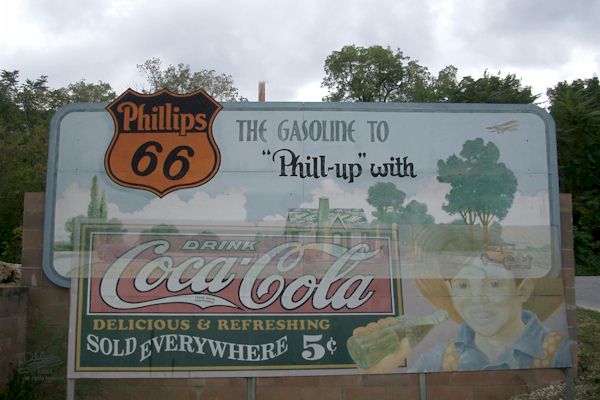 Phillips
66
THE GASOLINE TO
"Phill-up" with
DRINK
Coca-Cola
DELICIOUS & REFRESHING
SOLD EVERYWHERE 5¢